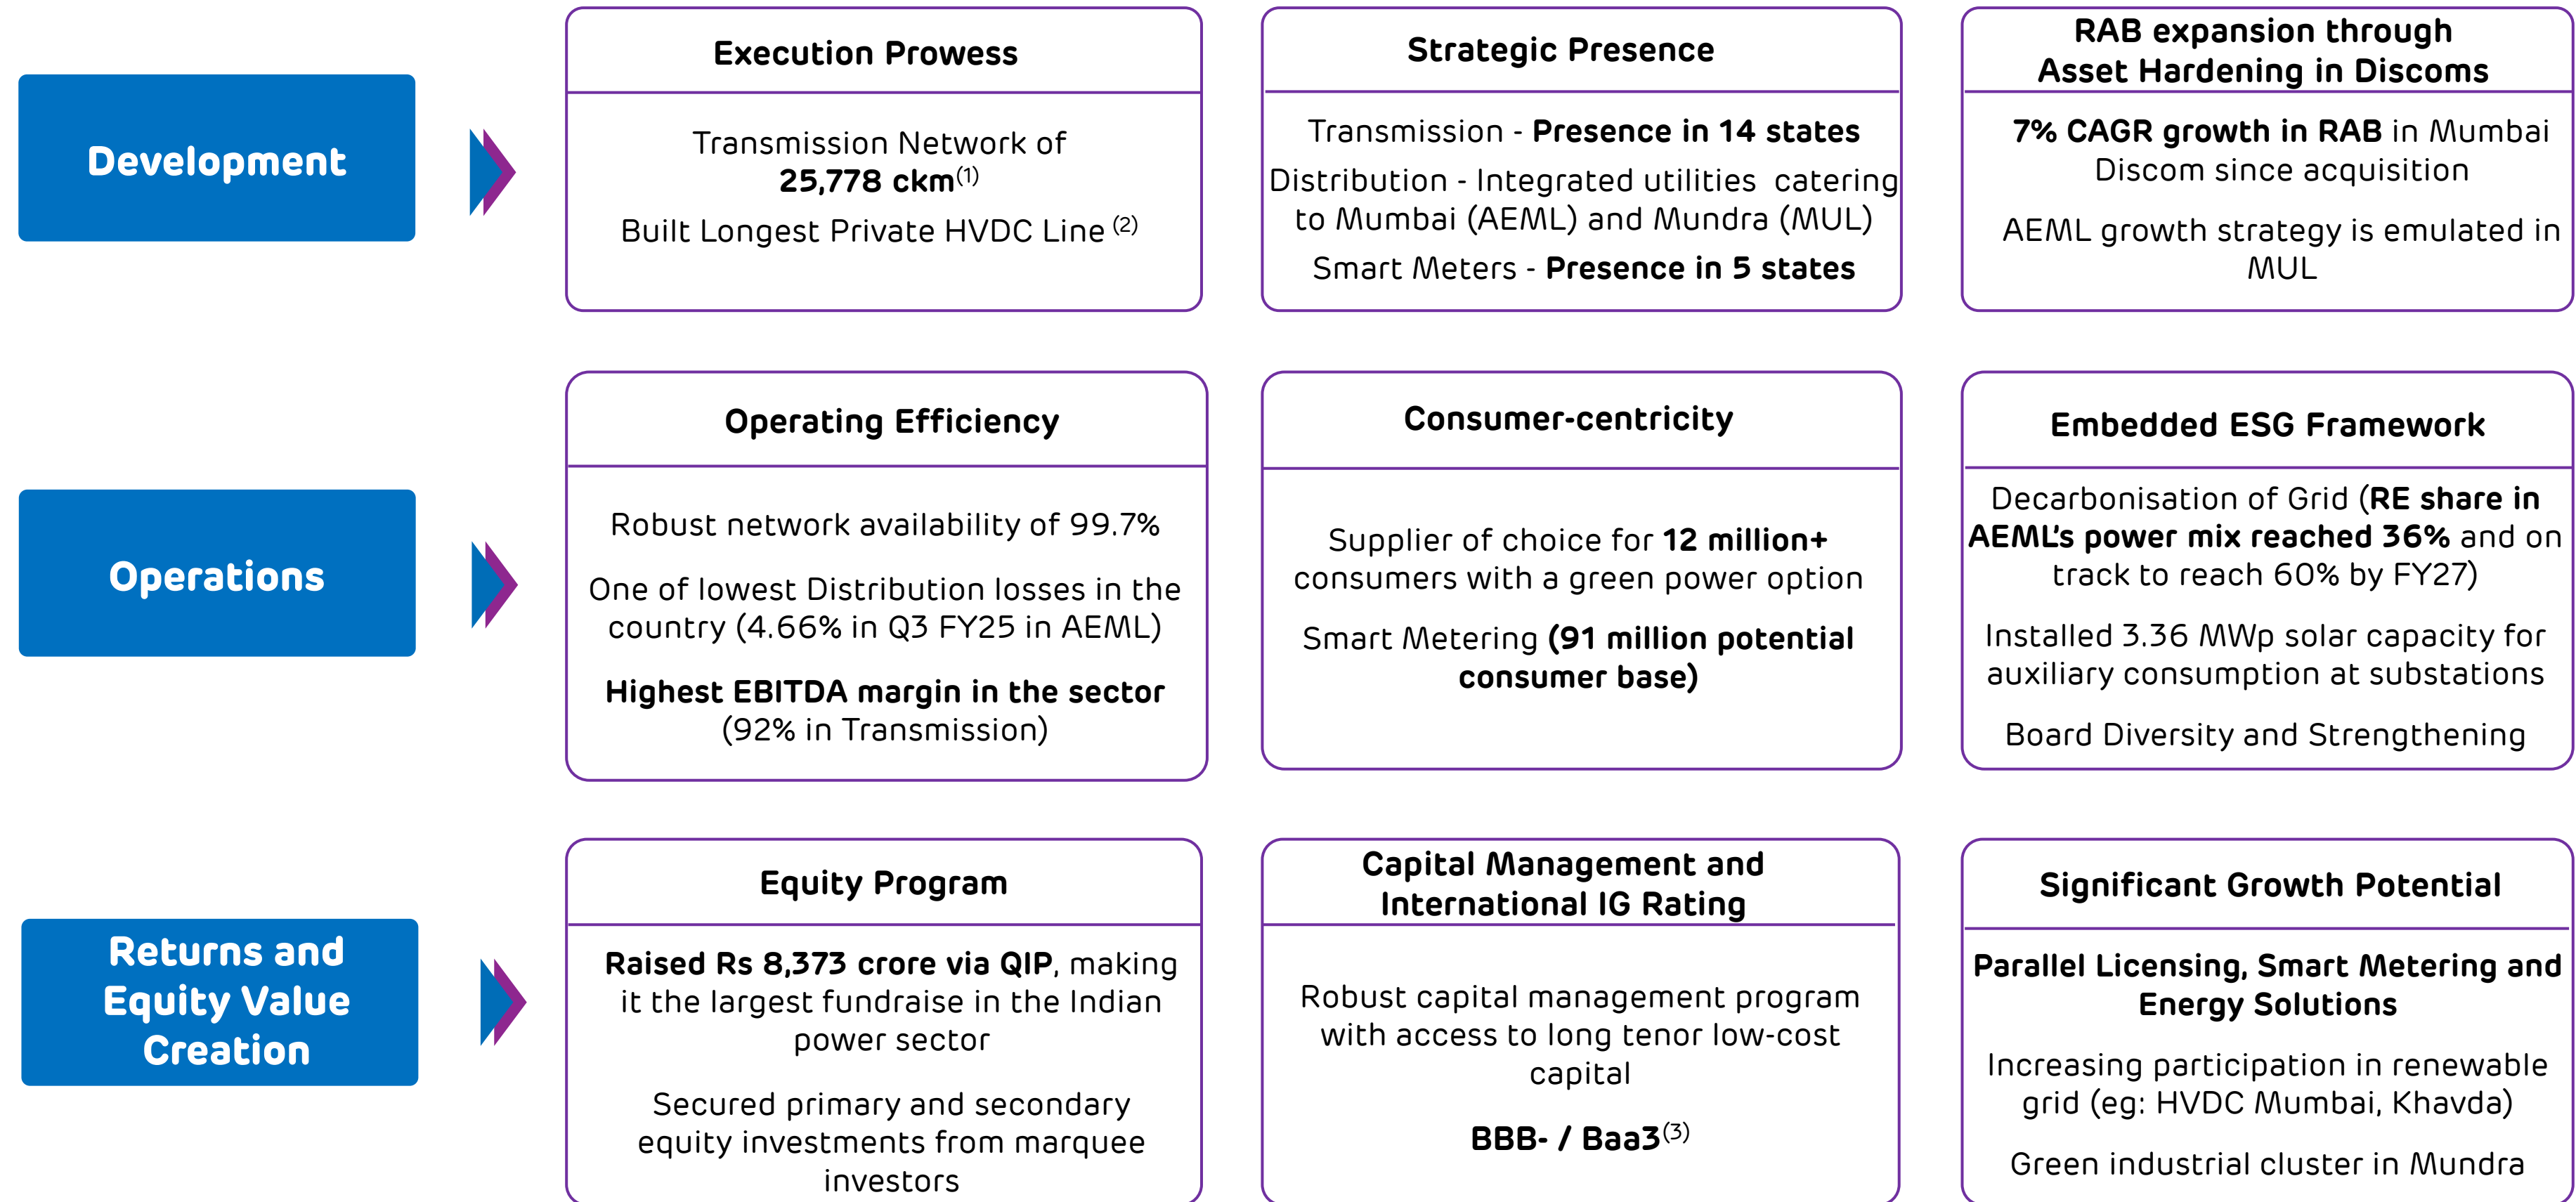 Development
Execution Prowess
Transmission Network of
25,778 ckm(1)
Built Longest Private HVDC Line (2)
Strategic Presence
Transmission - Presence in 14 states
Distribution - Integrated utilities catering
to Mumbai (AEML) and Mundra (MUL)
Smart Meters - Presence in 5 states
RAB expansion through
Asset Hardening in Discoms
7% CAGR growth in RAB in Mumbai
Discom since acquisition
AEML growth strategy is emulated in
MUL
Operations
Operating Efficiency
Robust network availability of 99.7%
One of lowest Distribution losses in the
country (4.66% in Q3 FY25 in AEML)
Highest EBITDA margin in the sector
(92% in Transmission)
Consumer-centricity
Supplier of choice for 12 million+
consumers with a green power option
Smart Metering (91 million potential
consumer base)
Embedded ESG Framework
Decarbonisation of Grid (RE share in
AEML's power mix reached 36% and on
track to reach 60% by FY27)
Installed 3.36 MWp solar capacity for
auxiliary consumption at substations
Board Diversity and Strengthening
Returns and
Equity Value
Creation
Equity Program
Raised Rs 8,373 crore via QIP, making
it the largest fundraise in the Indian
power sector
Secured primary and secondary
equity investments from marquee
investors
Capital Management and
International IG Rating
Robust capital management program
with access to long tenor low-cost
capital
BBB- / Baa3(3)
Significant Growth Potential
Parallel Licensing, Smart Metering and
Energy Solutions
Increasing participation in renewable
grid (eg: HVDC Mumbai, Khavda)
Green industrial cluster in Mundra